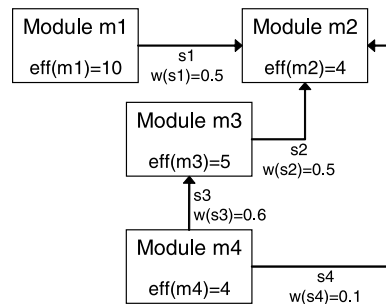 Module m1
eff(m1)=10
s1
w(s1)=0.5
Module m2
eff(m2)=4
Module m3
eff(m3)=5
s2
w(s2)=0.5
s3
w(s3)=0.6
Module m4
eff(m4)=4
s4
w(s4)=0.1